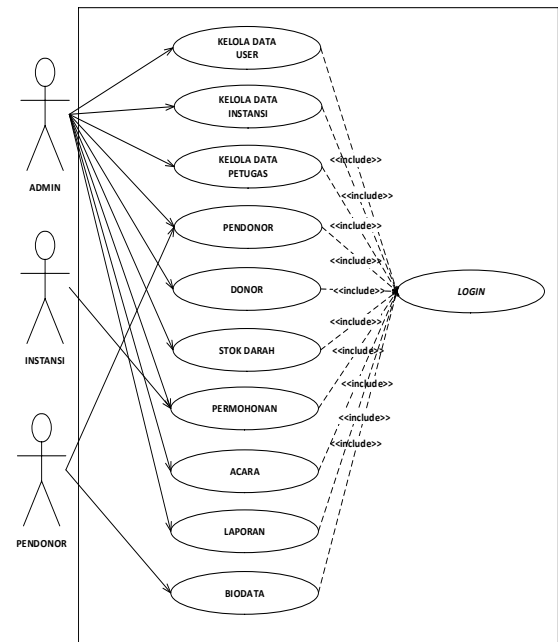 KELOLA DATA
USER
KELOLA DATA
INSTANSI
ADMIN
KELOLA DATA
PETUGAS
<<include>>
<<include>>
PENDONOR
<<include>>
<<include>>
INSTANSI
DONOR
<<include>>
LOGIN
<<include>>
STOK DARAH
<<include>>
<<include>>
PERMOHONAN
<<include>>
<<include>>
ACARA
PENDONOR
LAPORAN
BIODATA